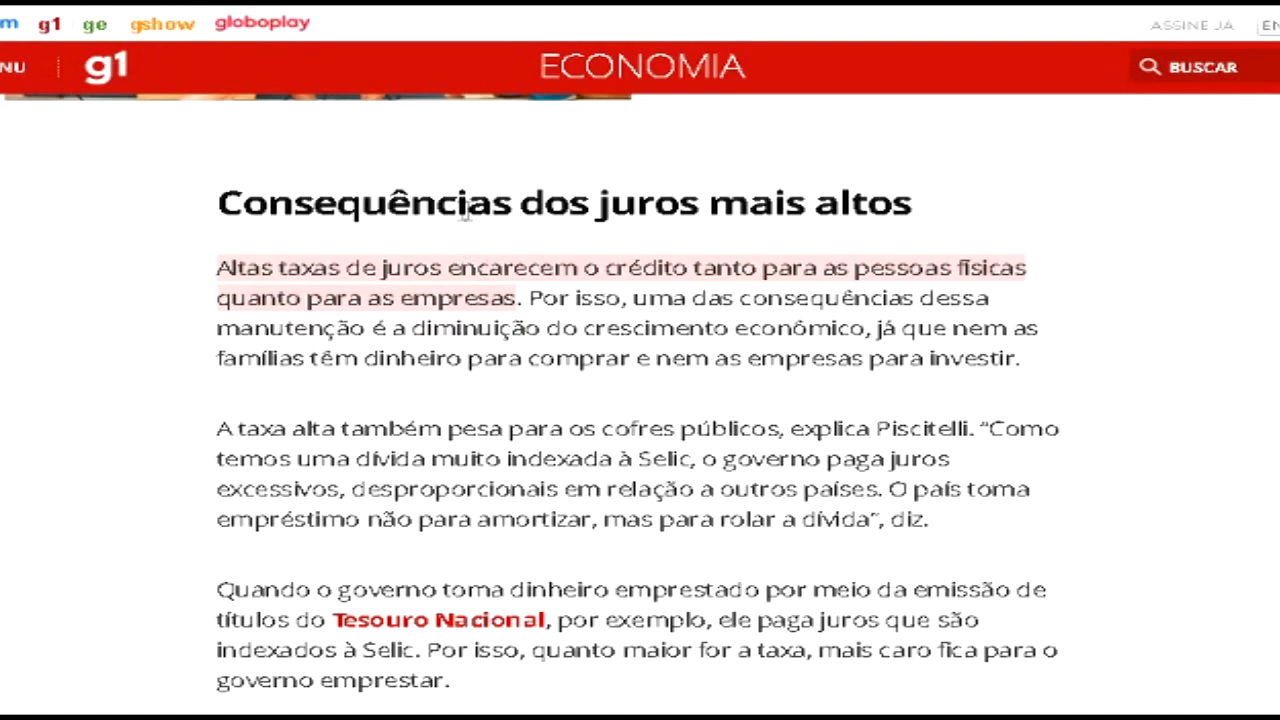 m g1 ge gshow globoplay ASSINE JÁ EN
NU g1 ECONOMIA BUSCAR
Consequências dos juros mais altos
Altas taxas de juros encarecem o crédito tanto para as pessoas físicas
quanto para as empresas. Por isso, uma das consequências dessa
manutenção é a diminuição do crescimento econômico, já que nem as
famílias têm dinheiro para comprar e nem as empresas para investir.
A taxa alta também pesa para os cofres públicos, explica Piscitelli. “Como
temos uma dívida muito indexada à Selic, o governo paga juros
excessivos, desproporcionais em relação a outros países. O país toma
empréstimo não para amortizar, mas para rolar a dívida”, diz.
Quando o governo toma dinheiro emprestado por meio da emissão de
títulos do Tesouro Nacional, por exemplo, ele paga juros que são
indexados à Selic. Por isso, quanto maior for a taxa, mais caro fica para o
governo emprestar.